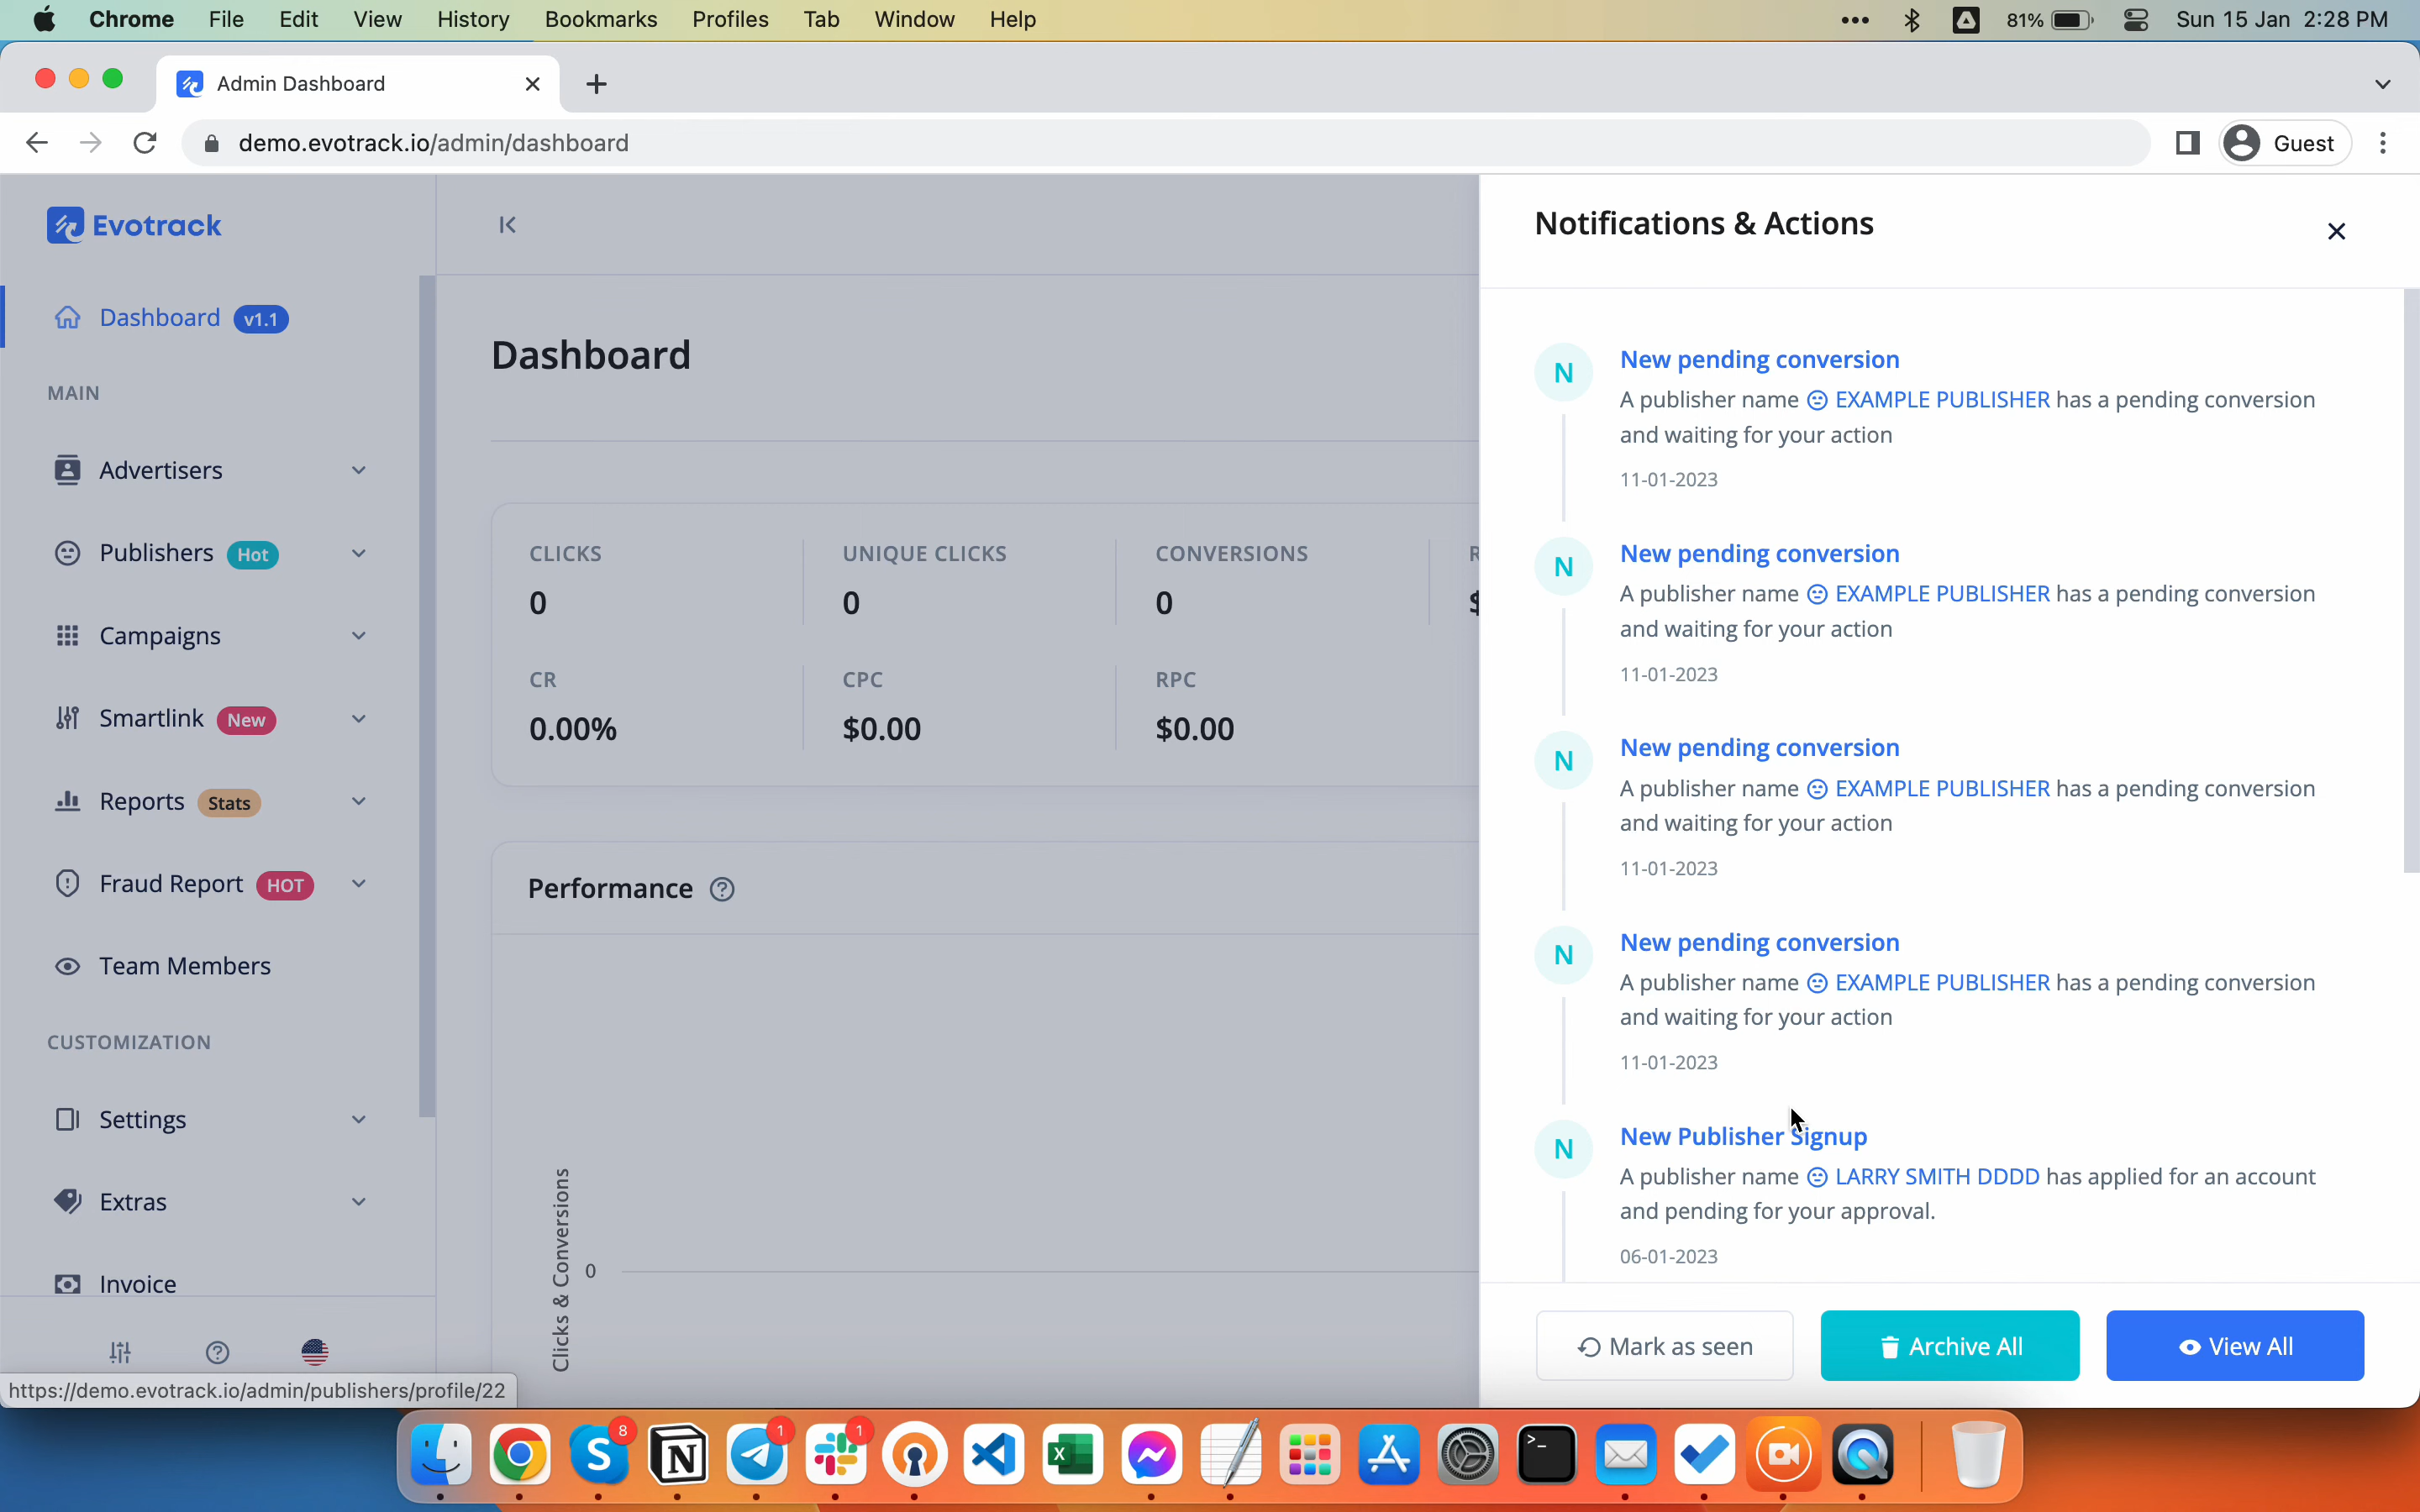 Chrome File Edit View History Bookmarks Profiles Tab Window Help 81% Sun 15 Jan 2:28 PM
Admin Dashboard
demo.evotrack.io/admin/dashboard Guest
Evotrack
Dashboard v1.1
MAIN
Advertisers
Publishers Hot
Campaigns
Smartlink New
Reports Stats
Fraud Report HOT
Team Members
CUSTOMIZATION
Settings
Extras
Invoice
https://demo.evotrack.io/admin/publishers/profile/22
Dashboard
CLICKS UNIQUE CLICKS CONVERSIONS R
0 0 0 $
CR CPC RPC
0.00% $0.00 $0.00
Performance
Clicks & Conversions
0
Notifications & Actions
N New pending conversion
A publisher name EXAMPLE PUBLISHER has a pending conversion
and waiting for your action
11-01-2023
N New pending conversion
A publisher name EXAMPLE PUBLISHER has a pending conversion
and waiting for your action
11-01-2023
N New pending conversion
A publisher name EXAMPLE PUBLISHER has a pending conversion
and waiting for your action
11-01-2023
N New pending conversion
A publisher name EXAMPLE PUBLISHER has a pending conversion
and waiting for your action
11-01-2023
N New Publisher Signup
A publisher name LARRY SMITH DDDD has applied for an account
and pending for your approval.
06-01-2023
Mark as seen Archive All View All
S 8 N 1 1 X >_